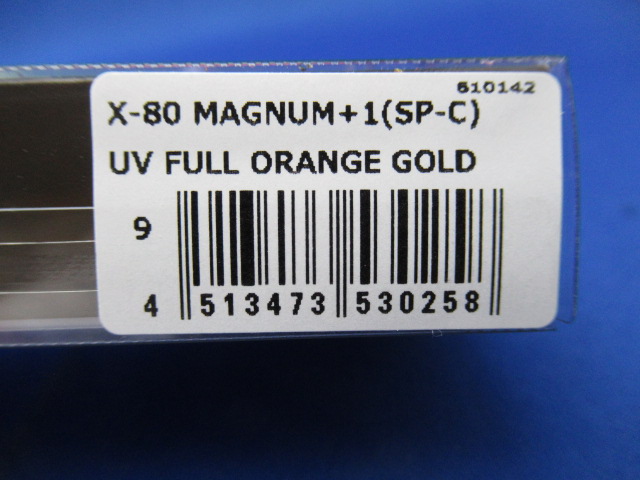 610142
X-80 MAGNUM+1(SP-C)
UV FULL ORANGE GOLD
9
4 513473 530258